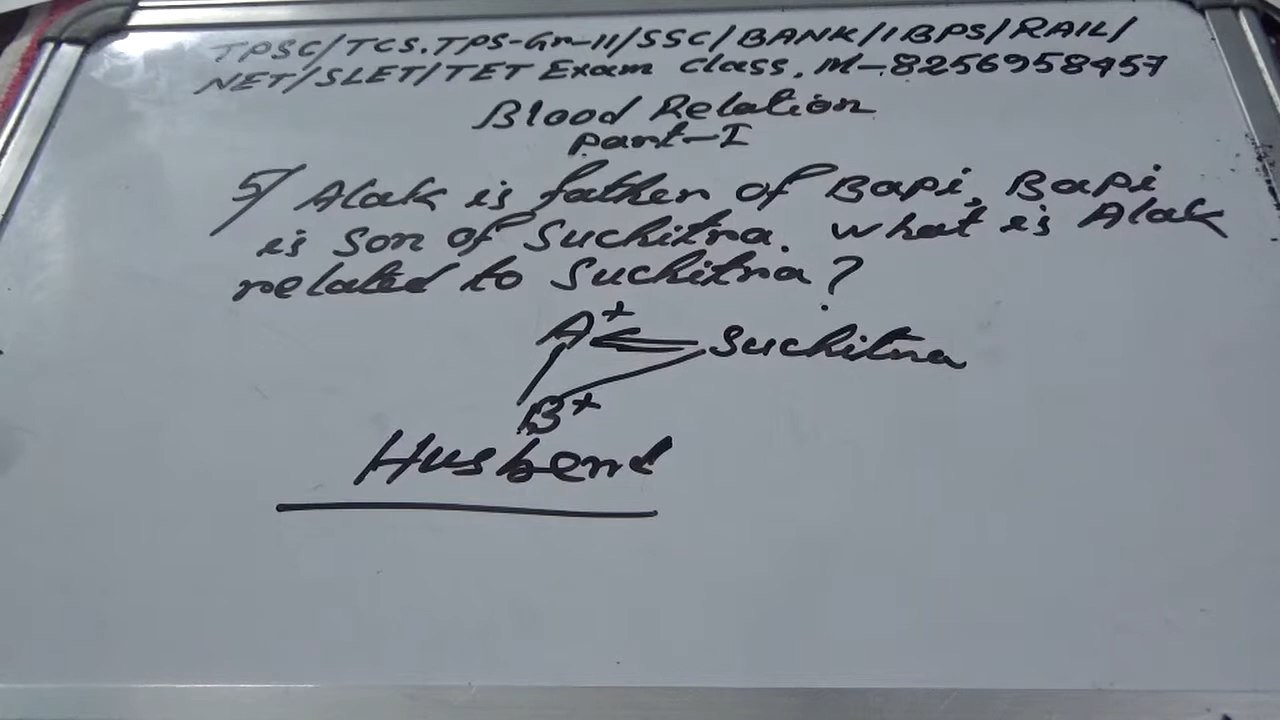 TPSC/TCS.TPS-Gr-II/SSC/BANK/IBPS/RAIL/
NET/SLET/TET Exam Class. M-8256958457
Blood Relation
Part-I
5/ Alak is father of Bapi, Bapi
is son of Suchitra. What is Alak
related to Suchitra?
A+ Suchitra
B+
Husbend